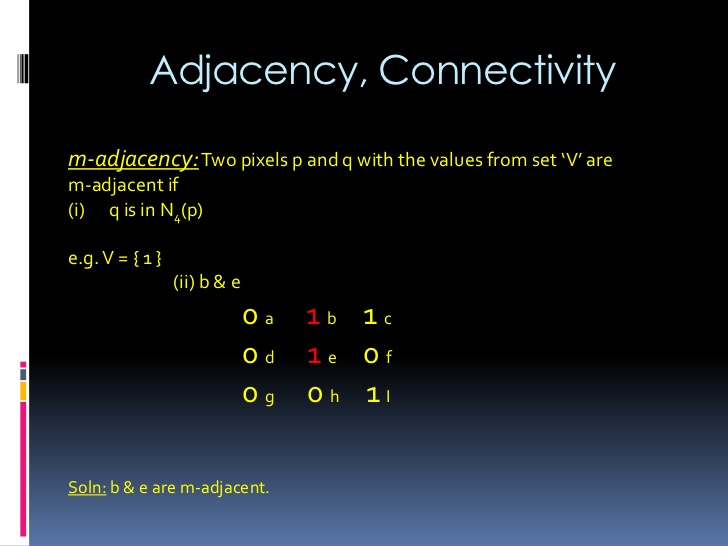 Adjacency, Connectivity
m-adjacency: Two pixels p and q with the values from set ‘V’ are
m-adjacent if
(i) q is in N4(p)
e.g. V = { 1 }
(ii) b & e
0 a 1 b 1 c
0 d 1 e 0 f
0 g 0 h 1 I
Soln: b & e are m-adjacent.